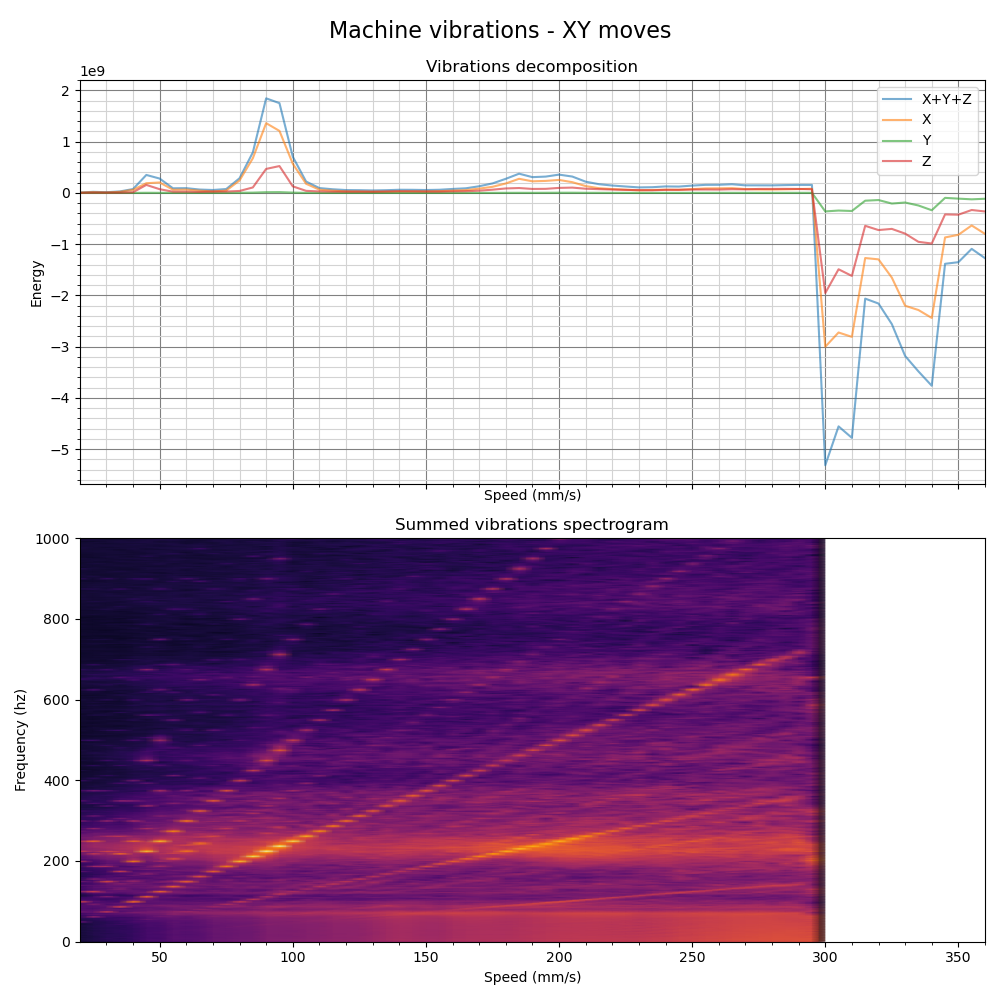 Machine vibrations - XY moves
Vibrations decomposition
1e9
2
1
0
−1
−2
−3
−4
−5
Energy
X+Y+Z
X
Y
Z
Speed (mm/s)
Summed vibrations spectrogram
1000
800
600
400
200
0
Frequency (hz)
50 100 150 200 250 300 350
Speed (mm/s)